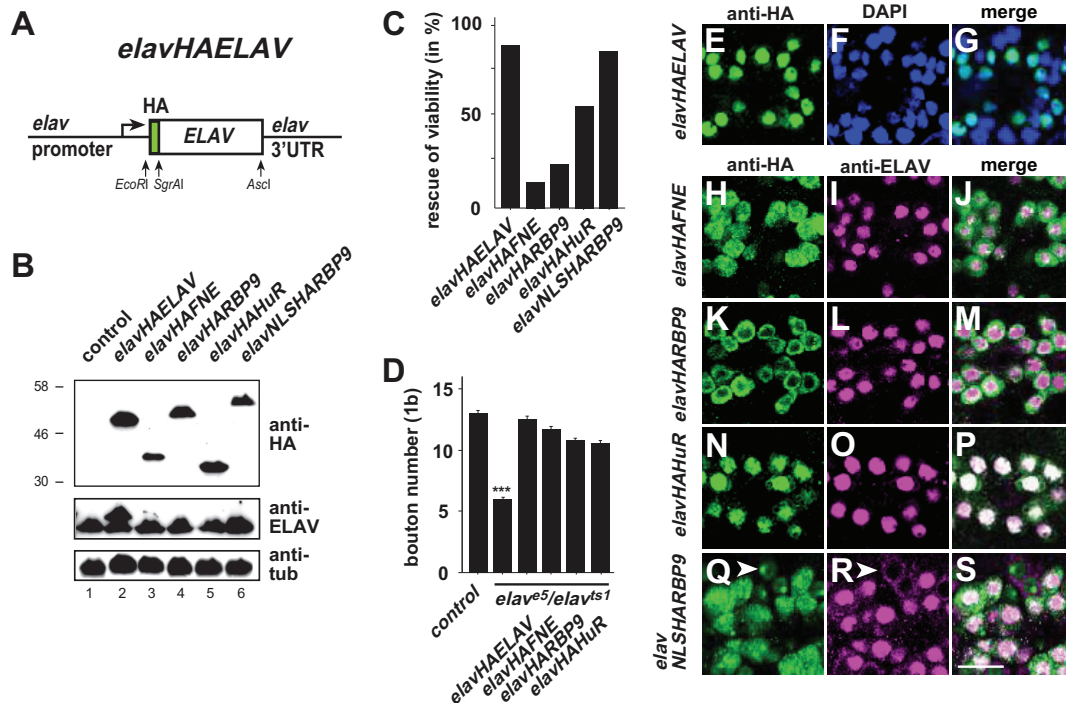 A
elavHAELAV
HA
elav
promoter
ELAV
elav
3’UTR
EcoRI
SgrAI
AscI
B
control
elavHAELAV
elavHAFNE
elavHARBP9
elavHAHuR
elavNLSHARBP9
58
46
30
anti-
HA
anti-
ELAV
anti-
tub
1 2 3 4 5 6
C
rescue of viability (in %)
100
50
0
elavHAELAV
elavHAFNE
elavHARBP9
elavHAHuR
elavNLSHARBP9
D
bouton number (1b)
15
10
5
0
***
control
elave5/elavts1
elavHAELAV
elavHAFNE
elavHARBP9
elavHAHuR
anti-HA DAPI merge
elavHAELAV
E F G
anti-HA anti-ELAV merge
elavHAFNE
H I J
elavHARBP9
K L M
elavHAHuR
N O P
elav
NLSHARBP9
Q R S